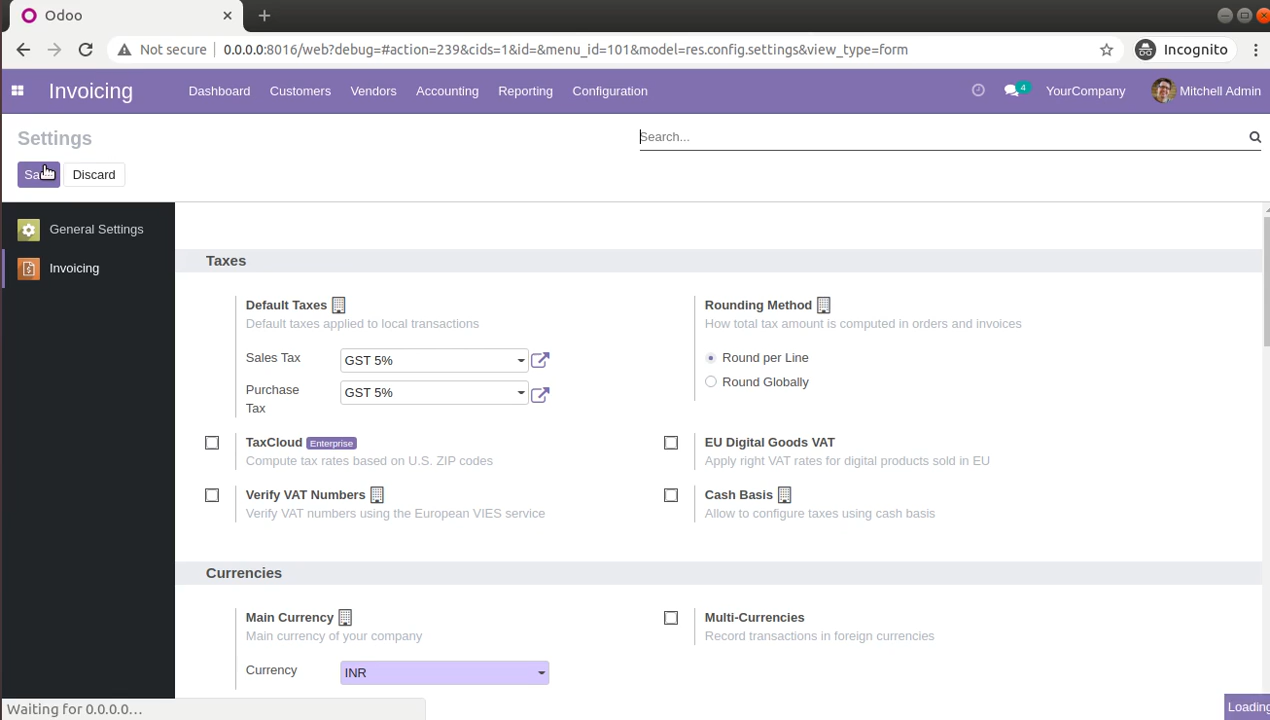 Odoo
Not secure 0.0.0.0:8016/web?debug=#action=239&cids=1&id=&menu_id=101&model=res.config.settings&view_type=form Incognito
Invoicing Dashboard Customers Vendors Accounting Reporting Configuration 4 YourCompany Mitchell Admin
Settings Search...
Discard
General Settings
Invoicing
Taxes
Default Taxes Rounding Method
Default taxes applied to local transactions How total tax amount is computed in orders and invoices
Sales Tax GST 5% Round per Line
Purchase Tax GST 5% Round Globally
TaxCloud Enterprise EU Digital Goods VAT
Compute tax rates based on U.S. ZIP codes Apply right VAT rates for digital products sold in EU
Verify VAT Numbers Cash Basis
Verify VAT numbers using the European VIES service Allow to configure taxes using cash basis
Currencies
Main Currency Multi-Currencies
Main currency of your company Record transactions in foreign currencies
Currency INR
Waiting for 0.0.0.0... Loading